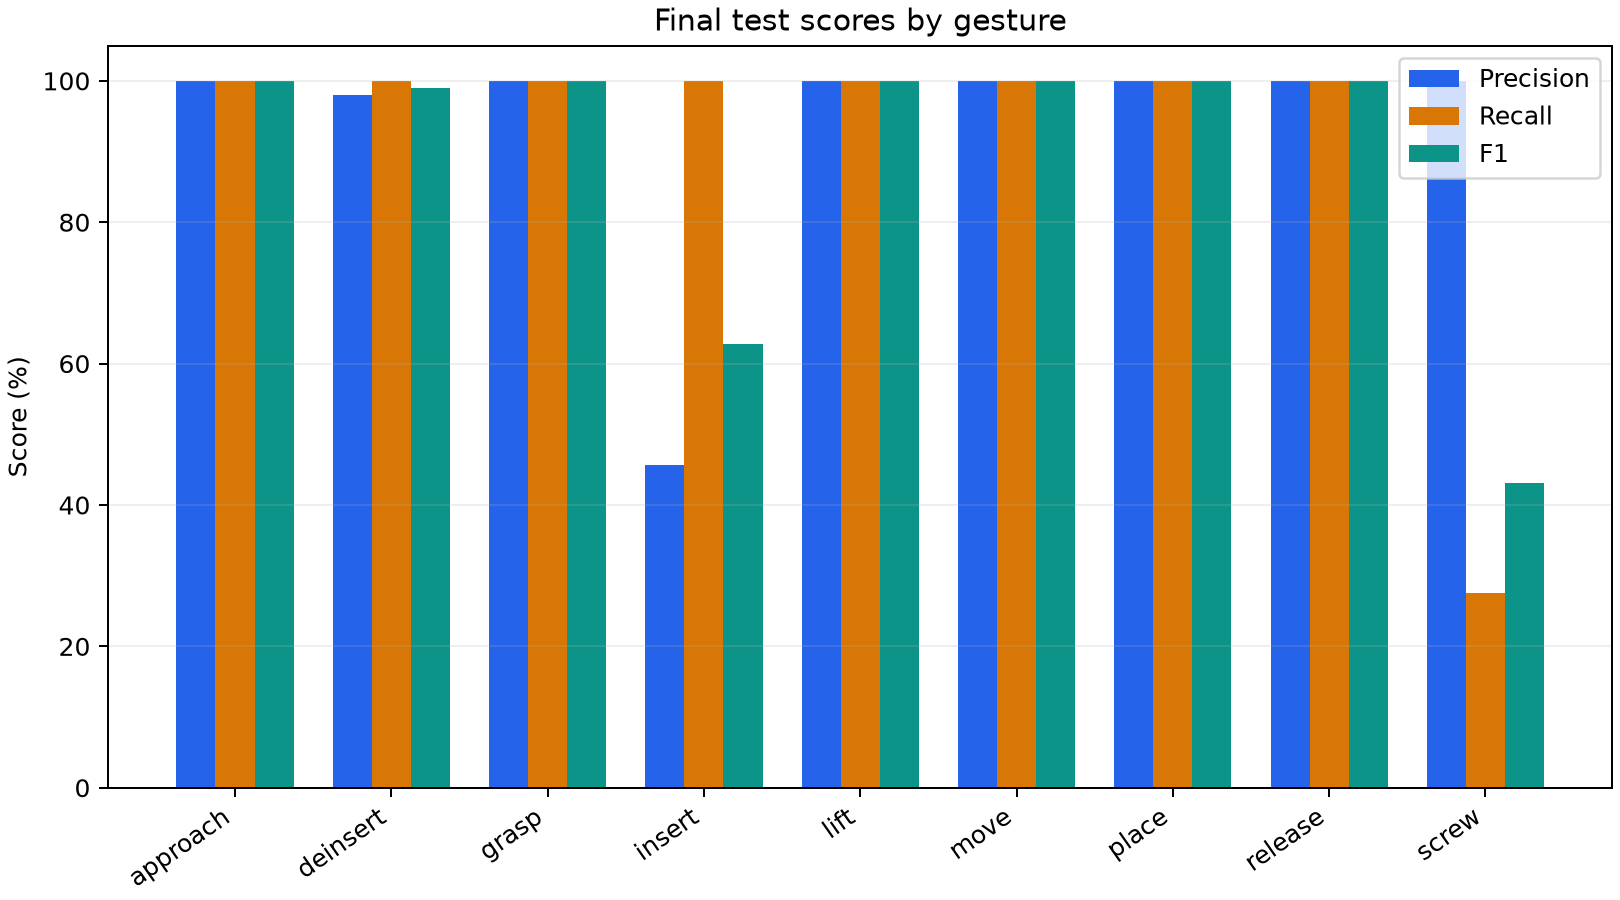 Final test scores by gesture
Score (%)
100
80
60
40
20
0
Precision
Recall
F1
approach
deinsert
grasp
insert
lift
move
place
release
screw